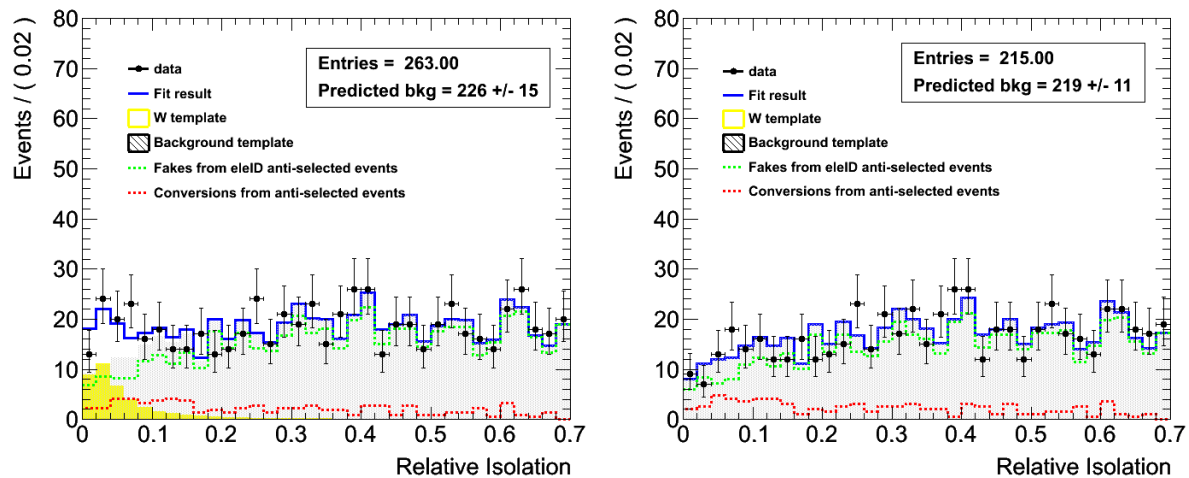 80
70
60
50
40
30
20
10
0
Events / ( 0.02 )
Entries = 263.00
Predicted bkg = 226 +/- 15
data
Fit result
W template
Background template
Fakes from eleID anti-selected events
Conversions from anti-selected events
0 0.1 0.2 0.3 0.4 0.5 0.6 0.7
Relative Isolation
80
70
60
50
40
30
20
10
0
Events / ( 0.02 )
Entries = 215.00
Predicted bkg = 219 +/- 11
data
Fit result
W template
Background template
Fakes from eleID anti-selected events
Conversions from anti-selected events
0 0.1 0.2 0.3 0.4 0.5 0.6 0.7
Relative Isolation